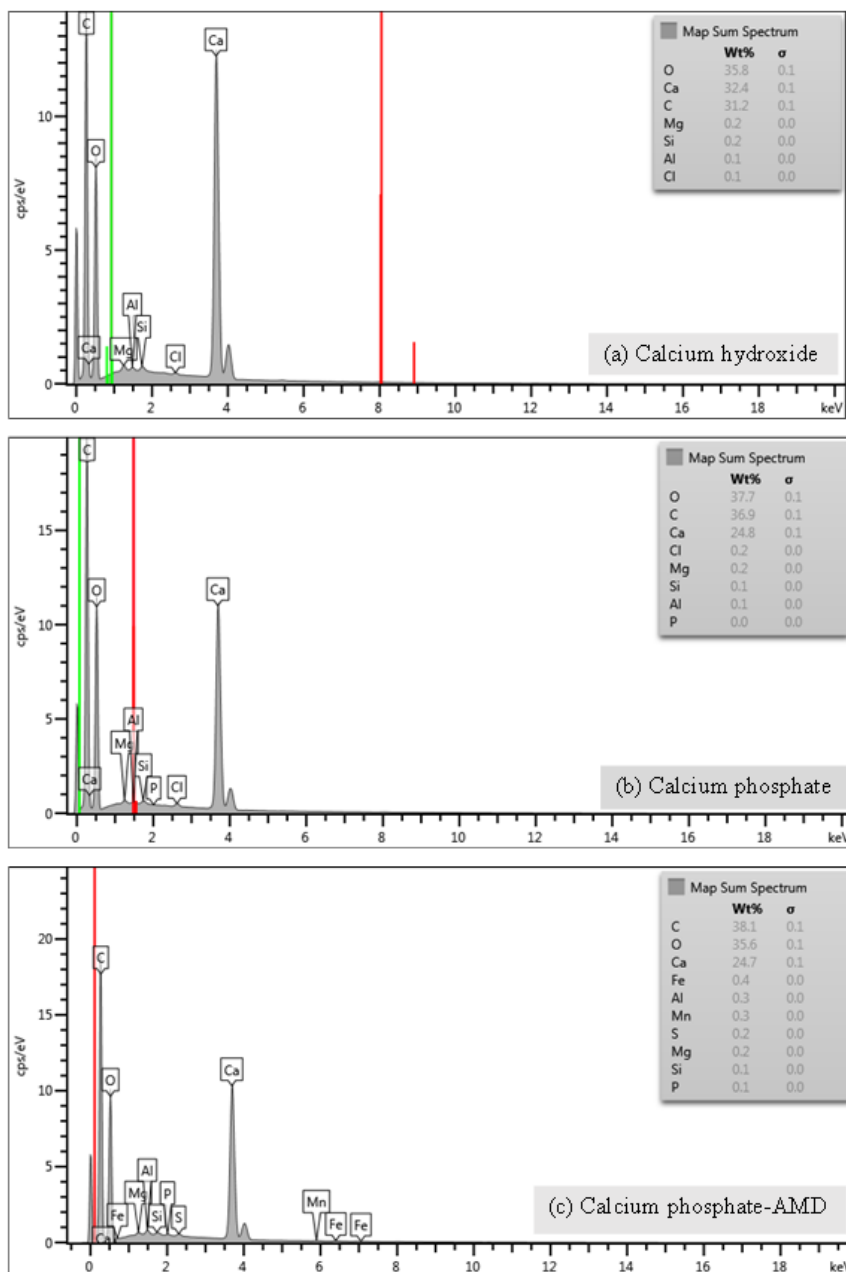 C
Ca
Map Sum Spectrum
Wt% σ
O 35.8 0.1
Ca 32.4 0.1
C 31.2 0.1
Mg 0.2 0.0
Si 0.2 0.0
Al 0.1 0.0
Cl 0.1 0.0
10
O
cps/eV
5
Al
Si
Ca
Mg
Cl
(a) Calcium hydroxide
0
0 2 4 6 8 10 12 14 16 18 keV
C
Map Sum Spectrum
Wt% σ
O 37.7 0.1
C 36.9 0.1
Ca 24.8 0.1
Cl 0.2 0.0
Mg 0.2 0.0
Si 0.1 0.0
Al 0.1 0.0
P 0.0 0.0
15
O
Ca
10
cps/eV
5
Al
Mg
Si
Ca
P
Cl
(b) Calcium phosphate
0
0 2 4 6 8 10 12 14 16 18 keV
Map Sum Spectrum
Wt% σ
C 38.1 0.1
O 35.6 0.1
Ca 24.7 0.1
Fe 0.4 0.0
Al 0.3 0.0
Mn 0.3 0.0
S 0.2 0.0
Mg 0.2 0.0
Si 0.1 0.0
P 0.1 0.0
20
C
15
cps/eV
O
Ca
10
5
Al
Mg
P
Fe
Si
S
Mn
Fe
Fe
Ca
(c) Calcium phosphate-AMD
0
0 2 4 6 8 10 12 14 16 18 keV